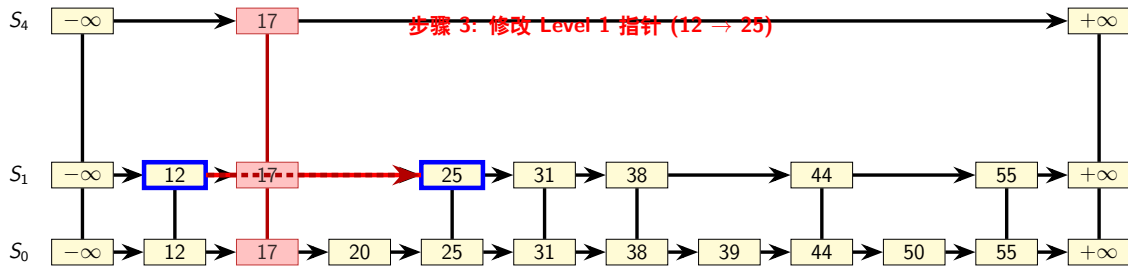 S4 −∞ 17 步骤 3: 修改 Level 1 指针 (12 → 25) +∞
S1 −∞ 12 17 25 31 38 44 55 +∞
S0 −∞ 12 17 20 25 31 38 39 44 50 55 +∞